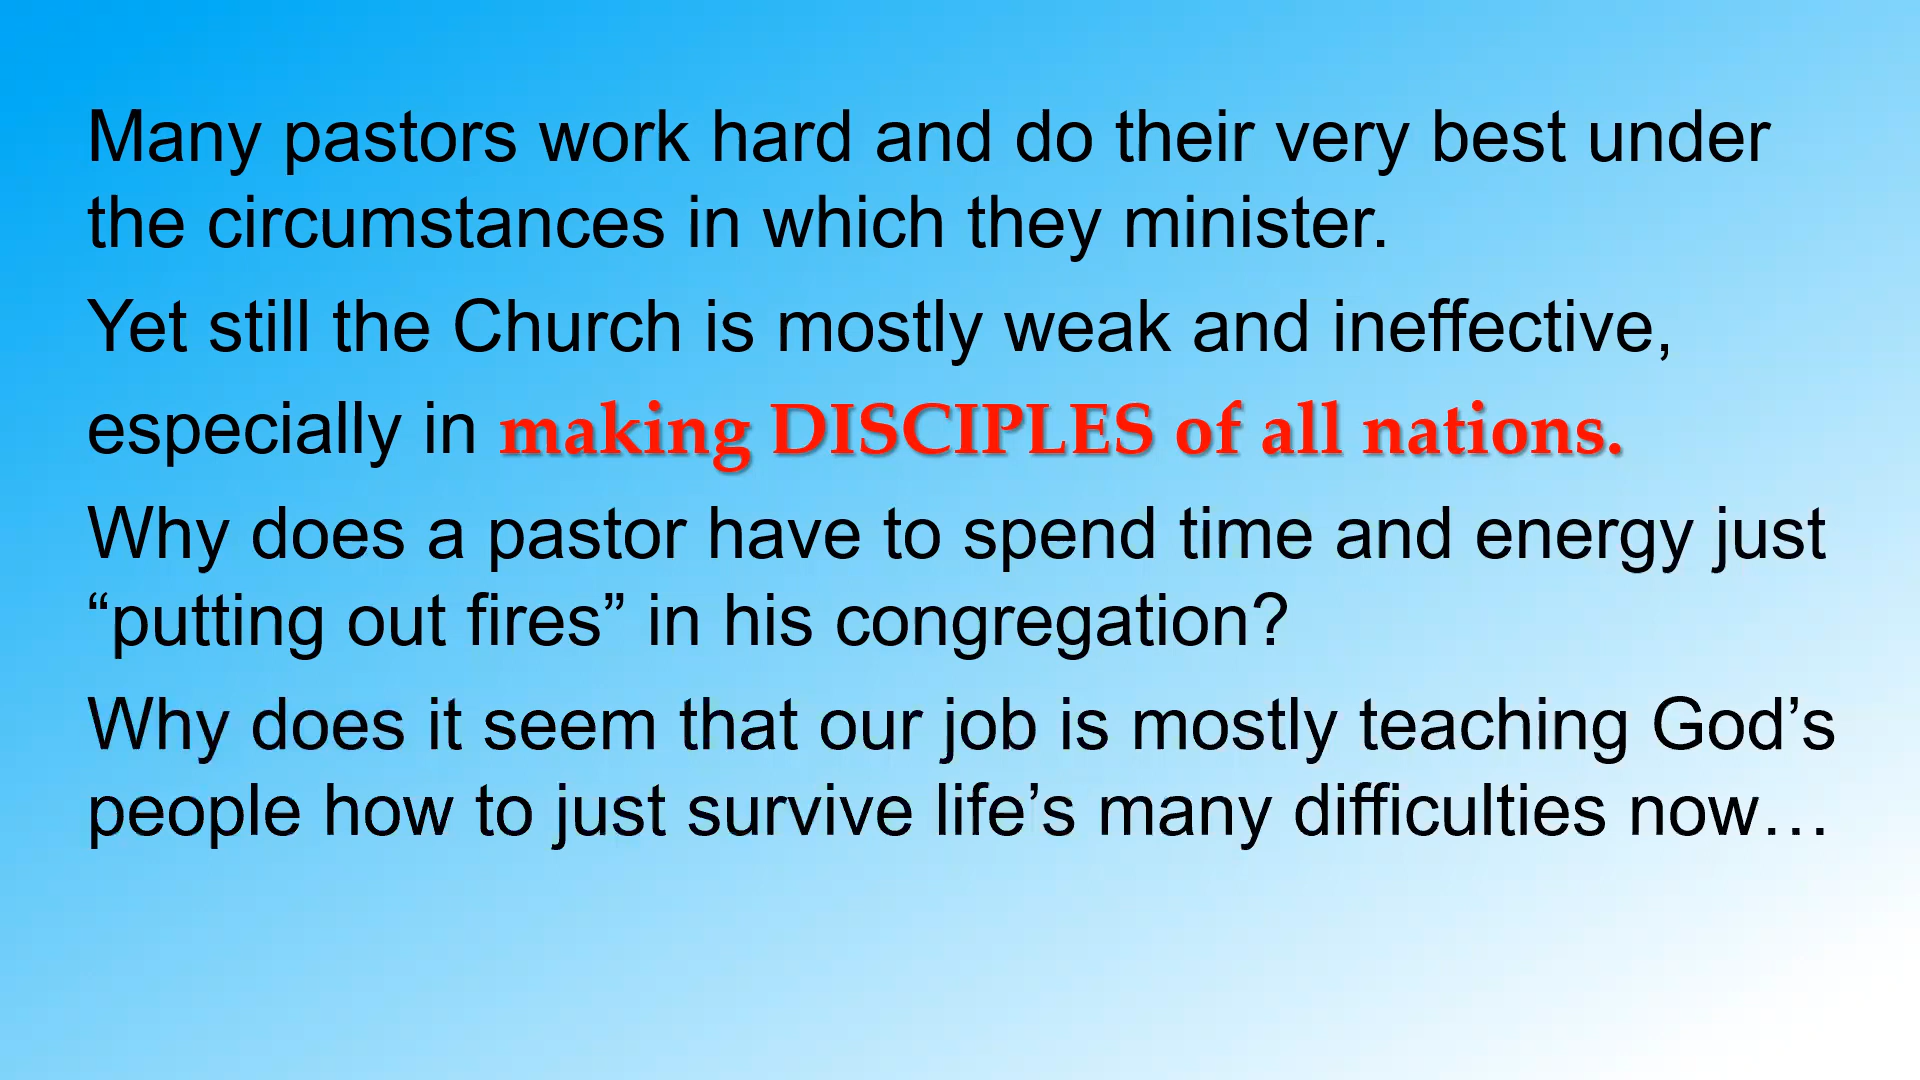 Many pastors work hard and do their very best under
the circumstances in which they minister.
Yet still the Church is mostly weak and ineffective,
especially in making DISCIPLES of all nations.
Why does a pastor have to spend time and energy just
“putting out fires” in his congregation?
Why does it seem that our job is mostly teaching God’s
people how to just survive life’s many difficulties now…